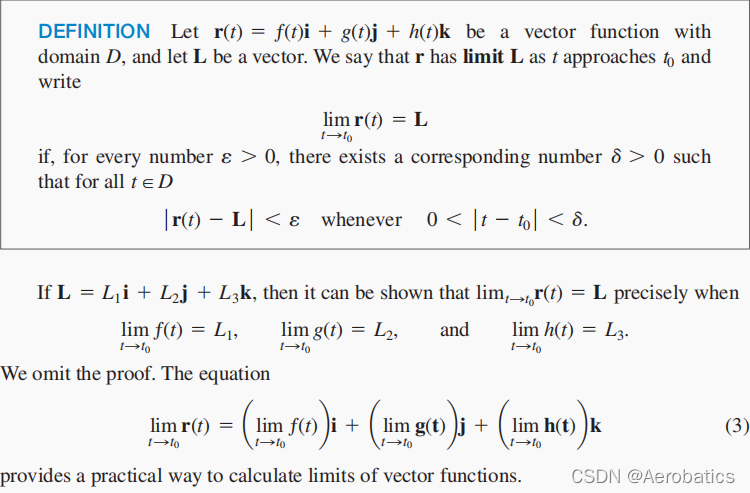 DEFINITION Let r(t) = f(t)i + g(t)j + h(t)k be a vector function with
domain D, and let L be a vector. We say that r has limit L as t approaches t₀ and
write
lim r(t) = L
t→t₀
if, for every number ε > 0, there exists a corresponding number δ > 0 such
that for all t ∈ D
|r(t) − L| < ε whenever 0 < |t − t₀| < δ.
If L = L₁i + L₂j + L₃k, then it can be shown that limₜ→ₜ₀r(t) = L precisely when
lim f(t) = L₁, lim g(t) = L₂, and lim h(t) = L₃.
t→t₀ t→t₀ t→t₀
We omit the proof. The equation
lim r(t) = (lim f(t))i + (lim g(t))j + (lim h(t))k (3)
t→t₀ t→t₀ t→t₀ t→t₀
provides a practical way to calculate limits of vector functions.
CSDN @Aerobatics